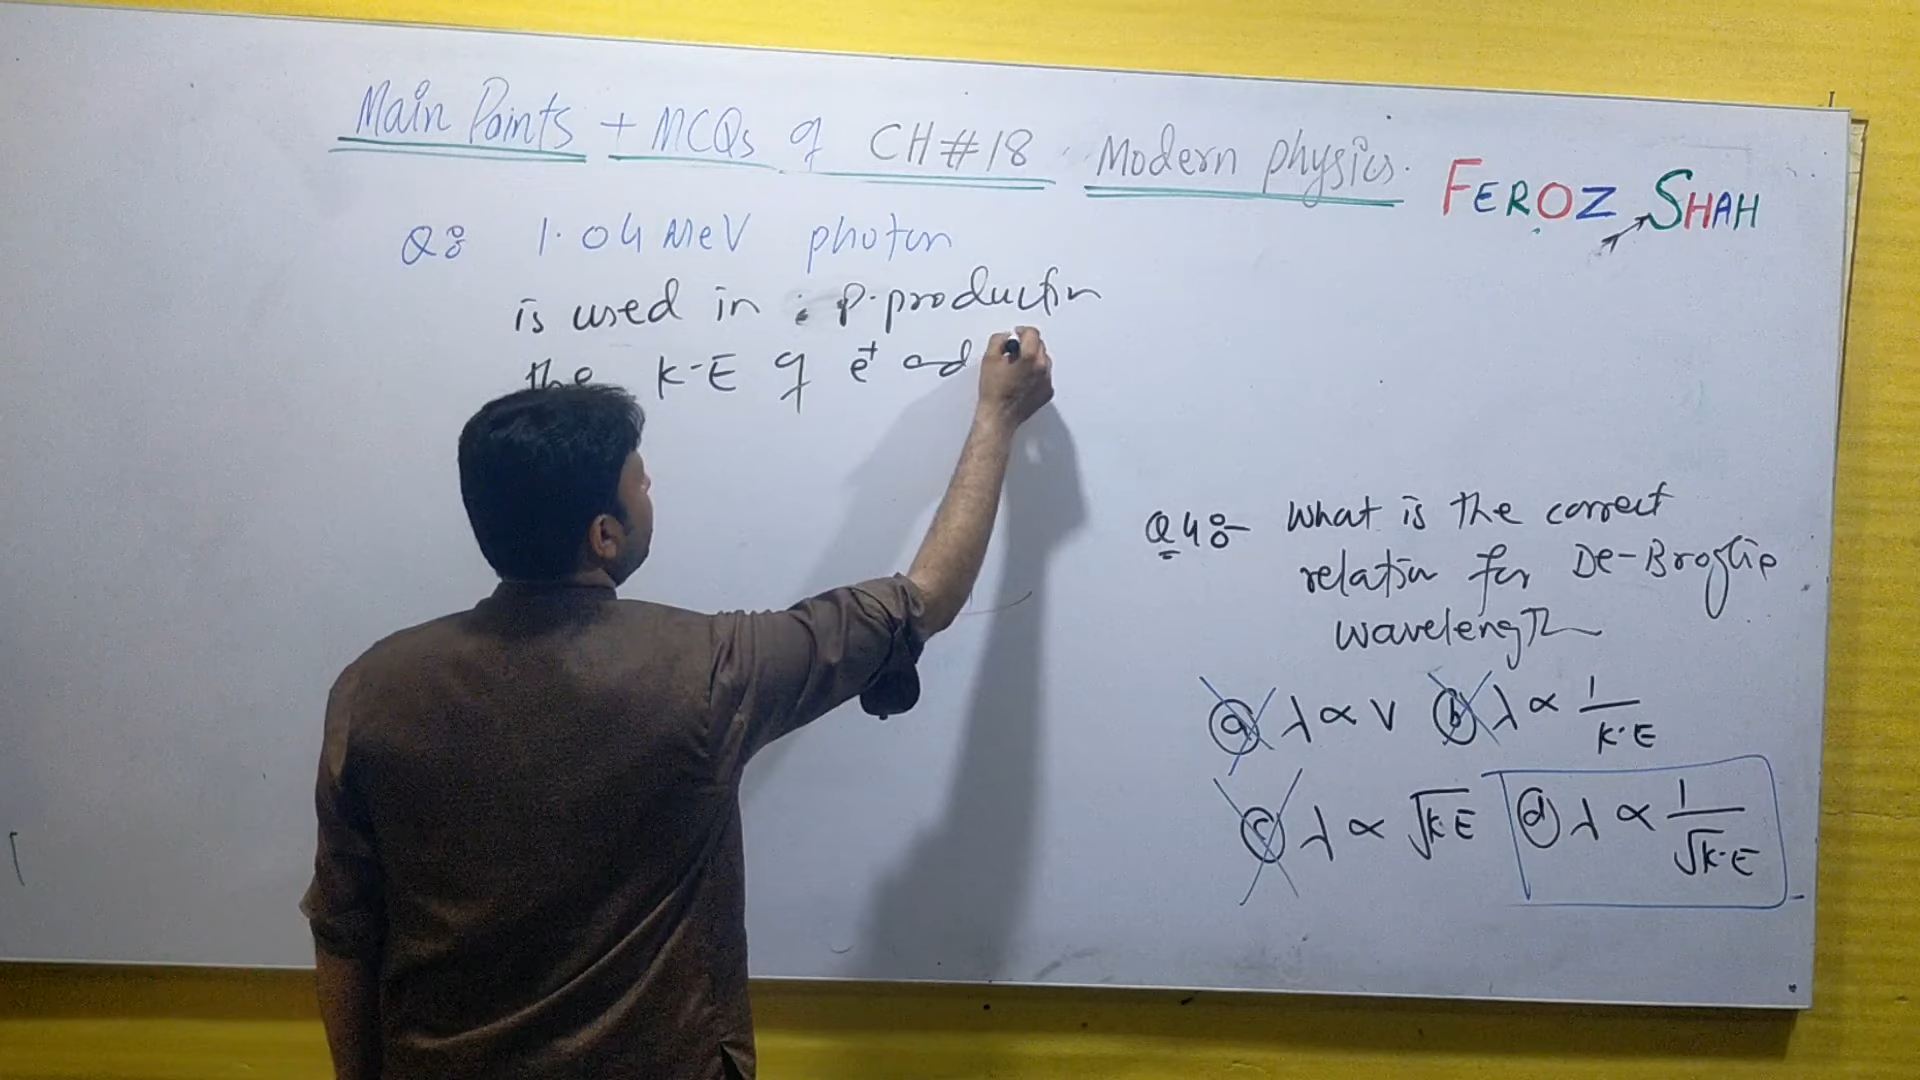 Main Points + MCQs of CH#18 Modern physics.
FEROZ SHAH
Q: 1.04 MeV photon
is used in : P.production
the K-E of e⁺ and
Q4:- What is the correct
relation for De-Broglie
wavelength
(a) λ ∝ V (b) λ ∝ 1/K.E
(c) λ ∝ √K.E (d) λ ∝ 1/√K.E